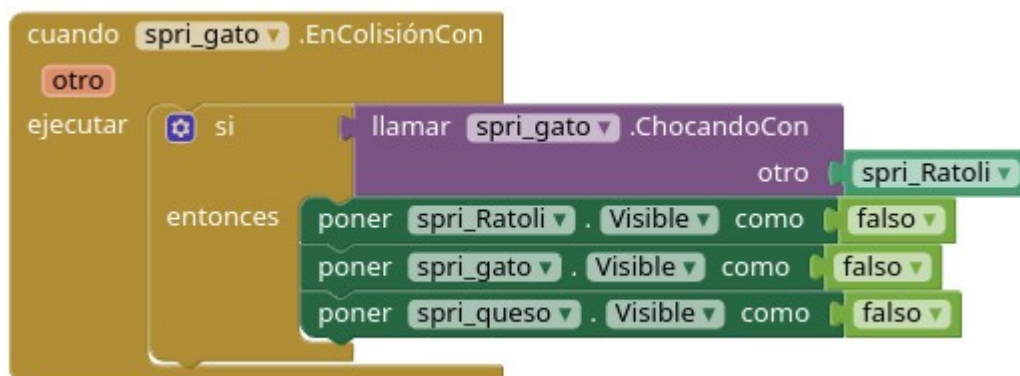 cuando spri_gato .EnColisiónCon
otro
ejecutar si llamar spri_gato .ChocandoCon
otro spri_Ratoli
entonces poner spri_Ratoli . Visible como falso
poner spri_gato . Visible como falso
poner spri_queso . Visible como falso